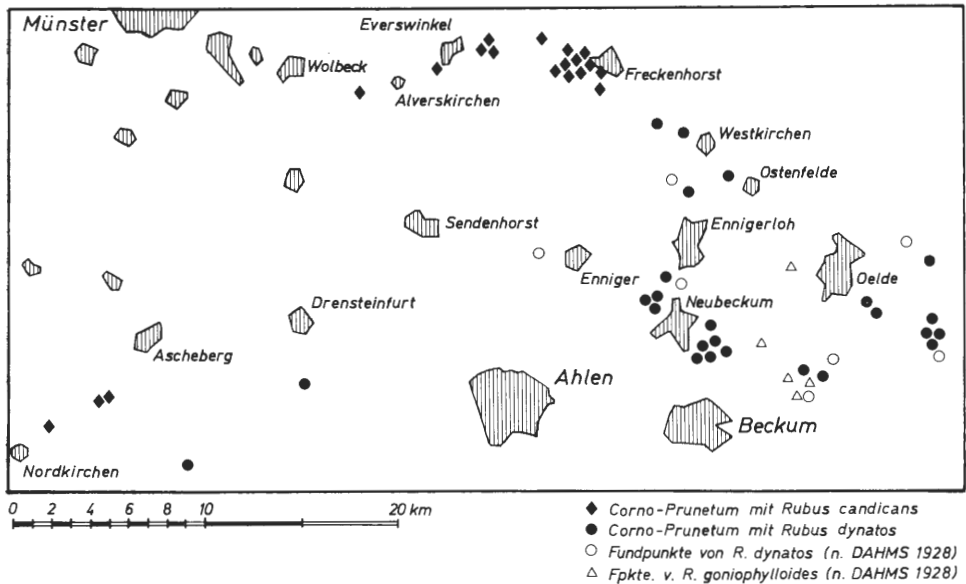 Münster
Everswinkel
Wolbeck
Alverskirchen
Freckenhorst
Westkirchen
Ostenfelde
Sendenhorst
Ennigerloh
Enniger
Oelde
Drensteinfurt
Neubeckum
Ascheberg
Ahlen
Beckum
Nordkirchen
0 2 4 6 8 10 20 km
Corno-Prunetum mit Rubus candicans
Corno-Prunetum mit Rubus dynatos
Fundpunkte von R. dynatos (n. DAHMS 1928)
Fpkte. v. R. goniophylloides (n. DAHMS 1928)